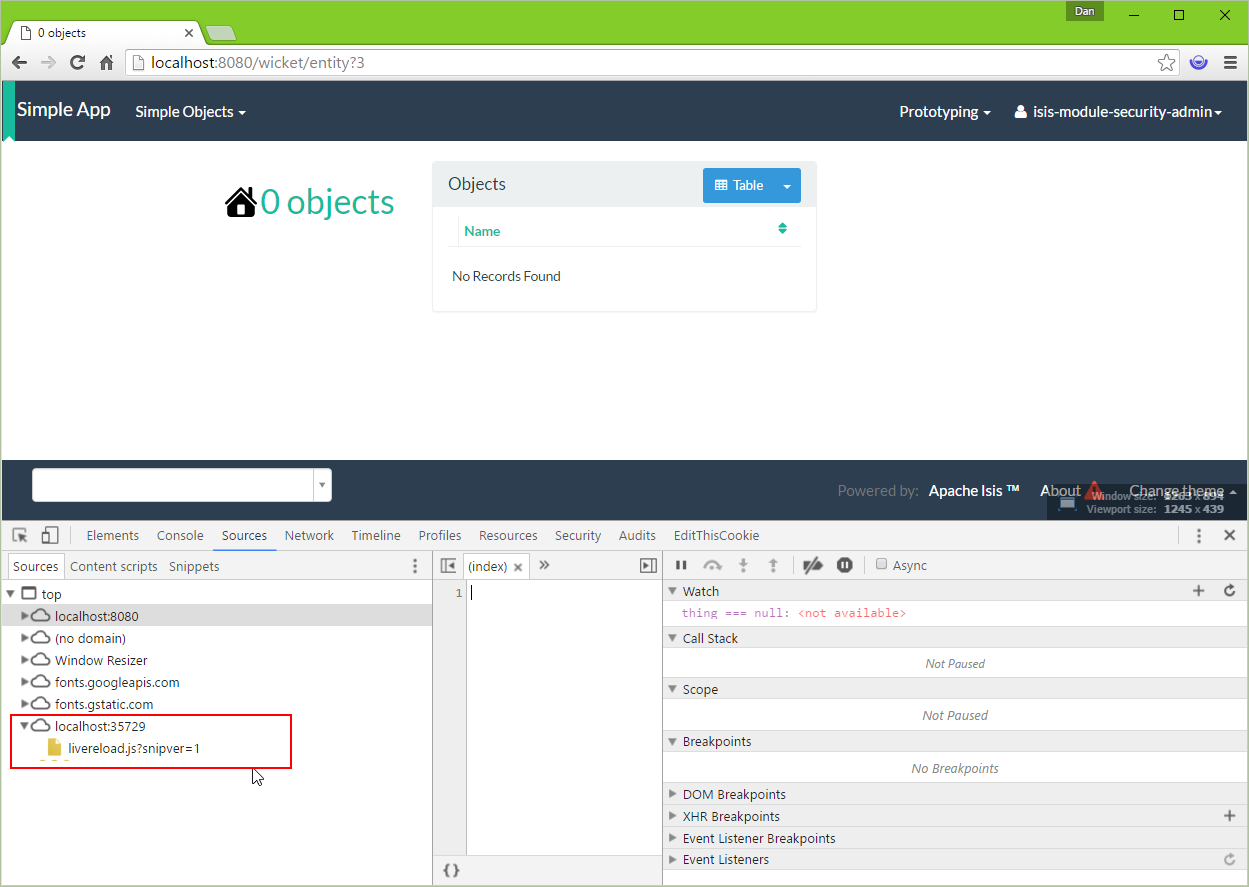 Dan
0 objects
localhost:8080/wicket/entity?3
Simple App Simple Objects Prototyping isis-module-security-admin
0 objects
Objects Table
Name
No Records Found
Powered by: Apache Isis ™ About Change theme
Window size: x 894
Viewport size: 1245 x 439
Elements Console Sources Network Timeline Profiles Resources Security Audits EditThisCookie
Sources Content scripts Snippets (index) × » Async
top
localhost:8080
(no domain)
Window Resizer
fonts.googleapis.com
fonts.gstatic.com
localhost:35729
livereload.js?snipver=1
1
{}
Watch
thing === null: <not available>
Call Stack
Not Paused
Scope
Not Paused
Breakpoints
No Breakpoints
DOM Breakpoints
XHR Breakpoints
Event Listener Breakpoints
Event Listeners